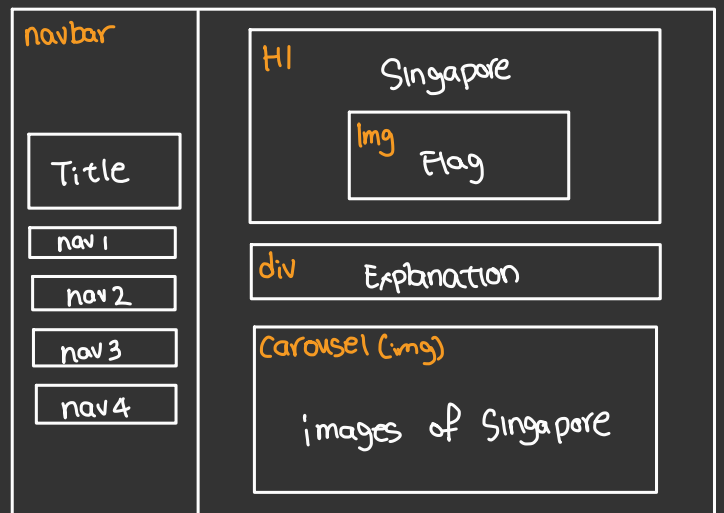 navbar
Title
nav 1
nav 2
nav 3
nav 4
H1
Singapore
Img
Flag
div
Explanation
Carousel (img)
images of Singapore